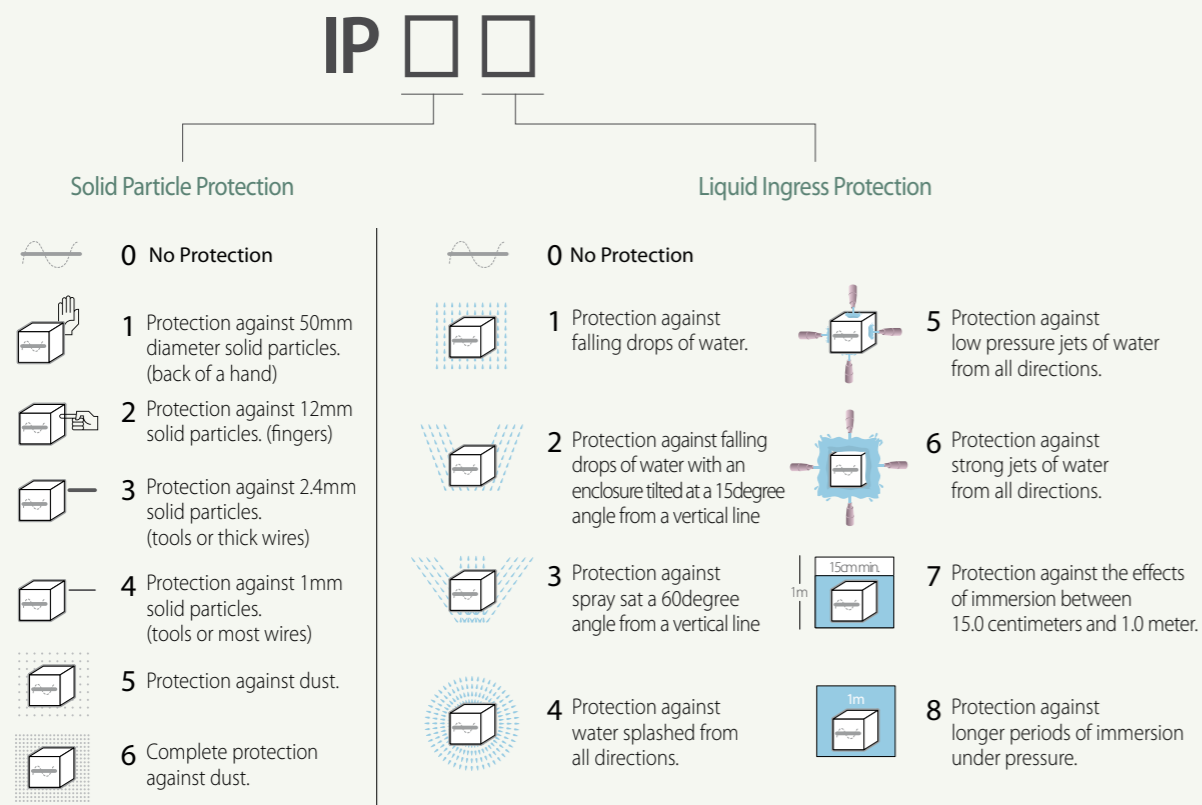 IP □ □
Solid Particle Protection
0 No Protection
1 Protection against 50mm
diameter solid particles.
(back of a hand)
2 Protection against 12mm
solid particles. (fingers)
3 Protection against 2.4mm
solid particles.
(tools or thick wires)
4 Protection against 1mm
solid particles.
(tools or most wires)
5 Protection against dust.
6 Complete protection
against dust.
Liquid Ingress Protection
0 No Protection
1 Protection against
falling drops of water.
2 Protection against falling
drops of water with an
enclosure tilted at a 15degree
angle from a vertical line
3 Protection against
spray sat a 60degree
angle from a vertical line
4 Protection against
water splashed from
all directions.
5 Protection against
low pressure jets of water
from all directions.
6 Protection against
strong jets of water
from all directions.
15cm min.
1m
7 Protection against the effects
of immersion between
15.0 centimeters and 1.0 meter.
1m
8 Protection against
longer periods of immersion
under pressure.